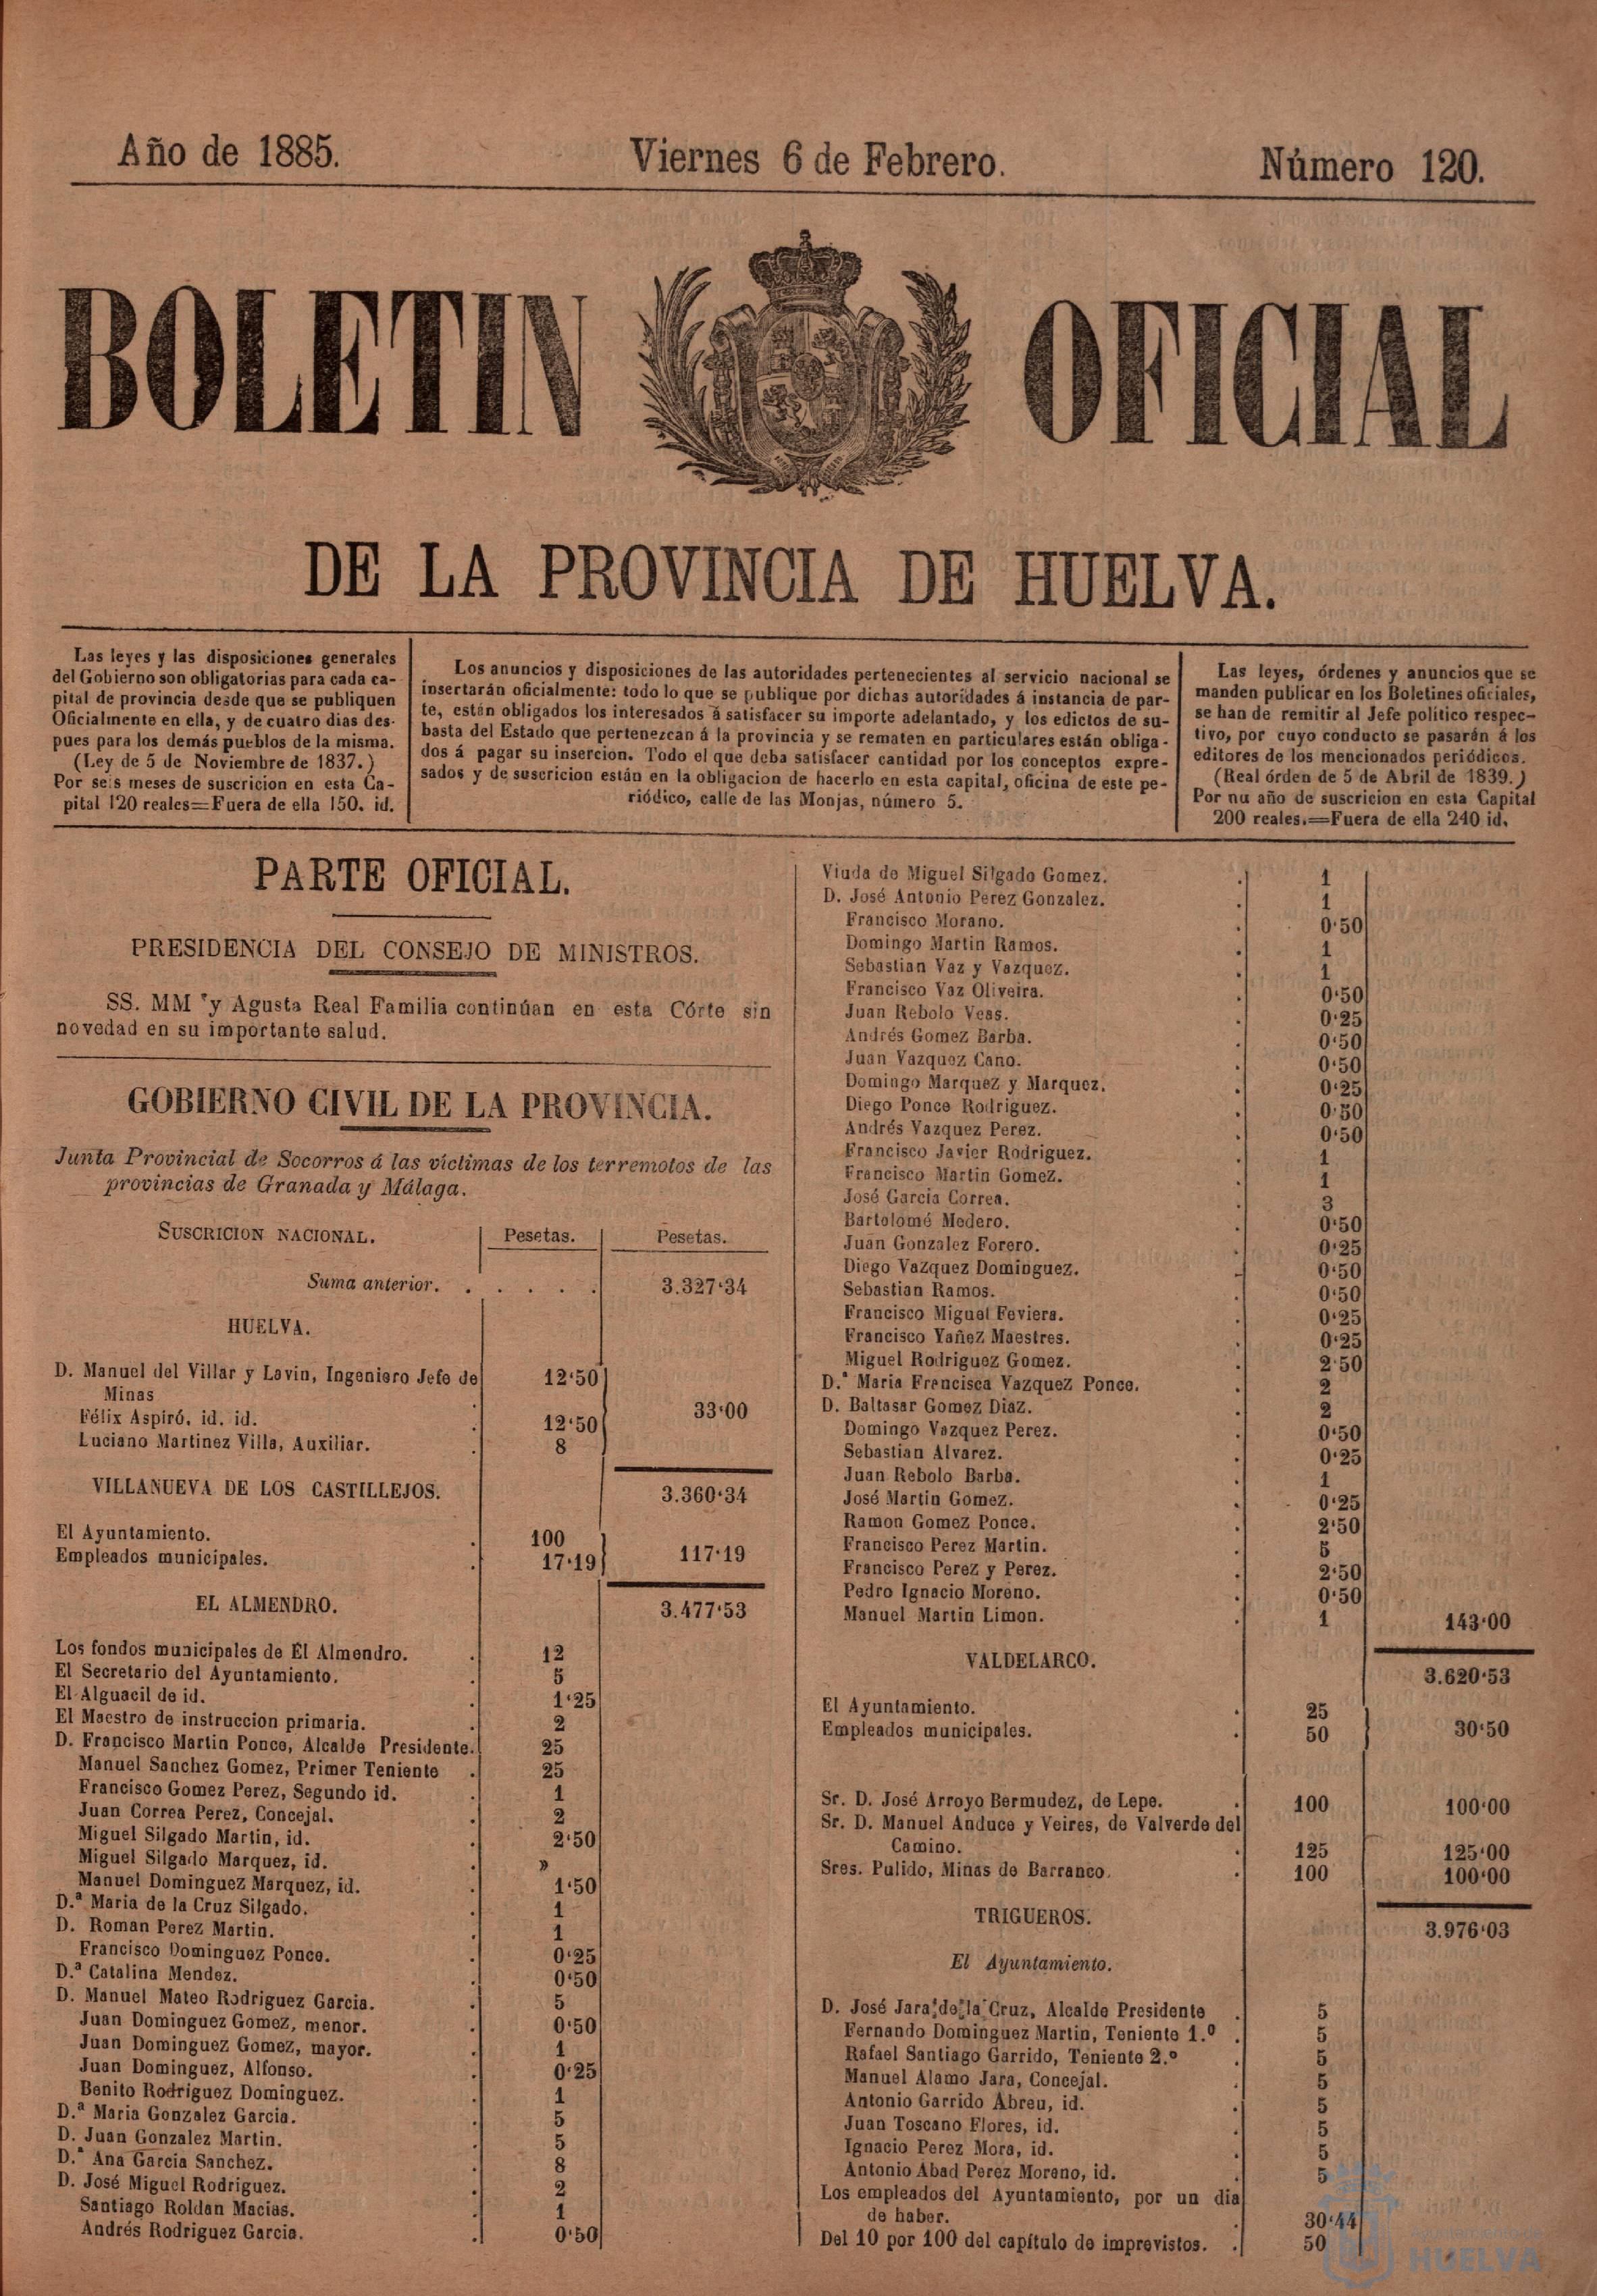 Año de 1885.
Viernes 6 de Febrero.
Número 120.
BOLETIN OFICIAL
DE LA PROVINCIA DE HUELVA.
Las leyes y las disposiciones generales
del Gobierno son obligatorias para cada ca-
pital de provincia desde que se publiquen
Oficialmente en ella, y de cuatro dias des-
pues para los demás pueblos de la misma.
(Ley de 5 de Noviembre de 1837.)
Por seis meses de suscricion en esta Ca-
pital 120 reales=Fuera de ella 150. id.
Los anuncios y disposiciones de las autoridades pertenecientes al servicio nacional se
insertarán oficialmente: todo lo que se publique por dichas autoridades á instancia de par-
te, están obligados los interesados á satisfacer su importe adelantado, y los edictos de su-
basta del Estado que pertenezcan á la provincia y se rematen en particulares están obliga-
dos á pagar su insercion. Todo el que deba satisfacer cantidad por los conceptos expre-
sados y de suscricion están en la obligacion de hacerlo en esta capital, oficina de este pe-
riódico, calle de las Monjas, número 5.
Las leyes, órdenes y anuncios que se
manden publicar en los Boletines oficiales,
se han de remitir al Jefe politico respec-
tivo, por cuyo conducto se pasarán á los
editores de los mencionados periódicos.
(Real órden de 5 de Abril de 1839.)
Por nu año de suscricion en esta Capital
200 reales.=Fuera de ella 240 id.
PARTE OFICIAL.
PRESIDENCIA DEL CONSEJO DE MINISTROS.
SS. MM y Agusta Real Familia continúan en esta Córte sin
novedad en su importante salud.
GOBIERNO CIVIL DE LA PROVINCIA.
Junta Provincial de Socorros á las víctimas de los terremotos de las
provincias de Granada y Málaga.
SUSCRICION NACIONAL. Pesetas. Pesetas.
Suma anterior. . . . . . 3.327'34
HUELVA.
D. Manuel del Villar y Lavin, Ingeniero Jefe de
Minas 12'50
Félix Aspiró, id. id. . 12'50 33'00
Luciano Martinez Villa, Auxiliar. . 8
VILLANUEVA DE LOS CASTILLEJOS. 3.360'34
El Ayuntamiento. . 100
Empleados municipales. . 17'19 117'19
EL ALMENDRO. 3.477'53
Los fondos municipales de El Almendro. . 12
El Secretario del Ayuntamiento. . 5
El Alguacil de id. . 1'25
El Maestro de instruccion primaria. . 2
D. Francisco Martin Ponce, Alcalde Presidente. 25
Manuel Sanchez Gomez, Primer Teniente . 25
Francisco Gomez Perez, Segundo id. . 1
Juan Correa Perez, Concejal. . 2
Miguel Silgado Martin, id. . 2'50
Miguel Silgado Marquez, id. . »
Manuel Dominguez Marquez, id. . 1'50
D.ª Maria de la Cruz Silgado. . 1
D. Roman Perez Martin. . 1
Francisco Dominguez Ponce. . 0'25
D.ª Catalina Mendez. . 0'50
D. Manuel Mateo Rodriguez Garcia. . 5
Juan Dominguez Gomez, menor. . 0'50
Juan Dominguez Gomez, mayor. . 1
Juan Dominguez, Alfonso. . 0'25
Benito Rodriguez Dominguez. . 1
D.ª Maria Gonzalez Garcia. . 5
D. Juan Gonzalez Martin. . 5
D.ª Ana Garcia Sanchez. . 8
D. José Miguel Rodriguez. . 2
Santiago Roldan Macias. . 1
Andrés Rodriguez Garcia. . 0'50
Viuda de Miguel Silgado Gomez. . 1
D. José Antonio Perez Gonzalez. . 1
Francisco Morano. . 0'50
Domingo Martin Ramos. . 1
Sebastian Vaz y Vazquez. . 1
Francisco Vaz Oliveira. . 0'50
Juan Rebolo Veas. . 0'25
Andrés Gomez Barba. . 0'50
Juan Vazquez Cano. . 0'50
Domingo Marquez y Marquez. . 0'25
Diego Ponce Rodriguez. . 0'50
Andrés Vazquez Perez. . 0'50
Francisco Javier Rodriguez. . 1
Francisco Martin Gomez. . 1
José Garcia Correa. . 3
Bartolomé Medero. . 0'50
Juan Gonzalez Forero. . 0'25
Diego Vazquez Dominguez. . 0'50
Sebastian Ramos. . 0'50
Francisco Miguel Feviera. . 0'25
Francisco Yañez Maestres. . 0'25
Miguel Rodriguez Gomez. . 2'50
D.ª Maria Francisca Vazquez Ponce. . 2
D. Baltasar Gomez Diaz. . 2
Domingo Vazquez Perez. . 0'50
Sebastian Alvarez. . 0'25
Juan Rebolo Barba. . 1
José Martin Gomez. . 0'25
Ramon Gomez Ponce. . 2'50
Francisco Perez Martin. . 5
Francisco Perez y Perez. . 2'50
Pedro Ignacio Moreno. . 0'50
Manuel Martin Limon. . 1 143'00
VALDELARCO. 3.620'53
El Ayuntamiento. . 25
Empleados municipales. . 50 30'50
Sr. D. José Arroyo Bermudez, de Lepe. . 100 100'00
Sr. D. Manuel Anduce y Veires, de Valverde del
Camino. . 125 125'00
Sres. Pulido, Minas de Barranco. . 100 100'00
TRIGUEROS. 3.976'03
El Ayuntamiento.
D. José Jara de la Cruz, Alcalde Presidente . 5
Fernando Dominguez Martin, Teniente 1.º . 5
Rafael Santiago Garrido, Teniente 2.º . 5
Manuel Alamo Jara, Concejal. . 5
Antonio Garrido Abreu, id. . 5
Juan Toscano Flores, id. . 5
Ignacio Perez Mora, id. . 5
Antonio Abad Perez Moreno, id. . 5
Los empleados del Ayuntamiento, por un dia
de haber. . 30'44
Del 10 por 100 del capítulo de imprevistos. . 50
Ayuntamiento de
HUELVA